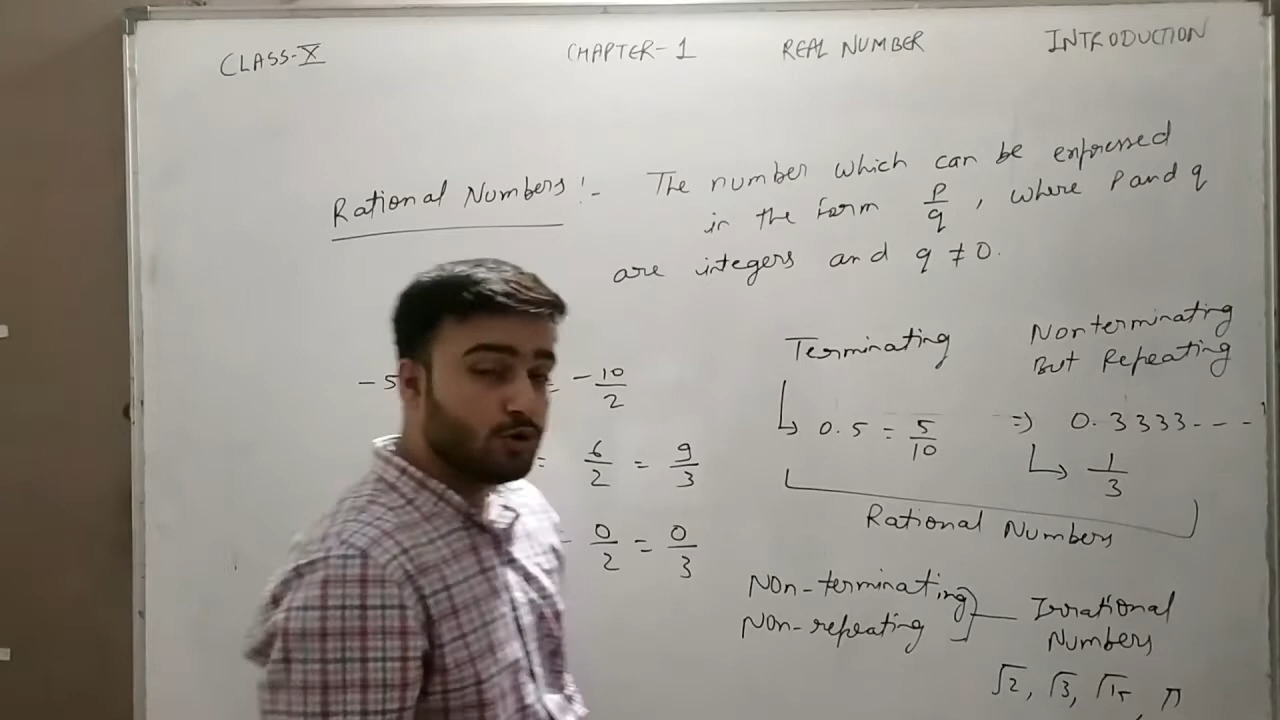 CLASS-X CHAPTER-1 REAL NUMBER INTRODUCTION
Rational Numbers:- The number which can be expressed
in the form p/q, where p and q
are integers and q ≠ 0.
Terminating
Nonterminating
But Repeating
-5 = -10/2
0.5 = 5/10
=) 0.3333---
1/3
= 6/2 = 9/3
Rational Numbers
0/2 = 0/3
Non-terminating
Non-repeating
Irrational
Numbers
√2, √3, √15, π